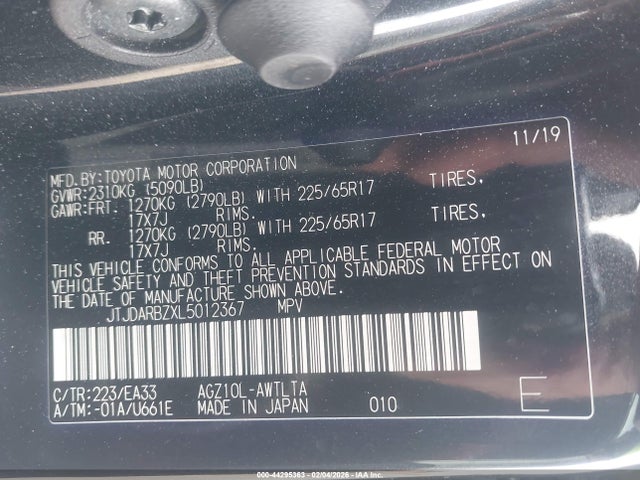 11/19
MFD.BY:TOYOTA MOTOR CORPORATION
GVWR:2310KG (5090LB)
GAWR:FRT. 1270KG (2790LB) WITH 225/65R17 TIRES,
17X7J RIMS.
RR. 1270KG (2790LB) WITH 225/65R17 TIRES,
17X7J RIMS.
THIS VEHICLE CONFORMS TO ALL APPLICABLE FEDERAL MOTOR
VEHICLE SAFETY AND THEFT PREVENTION STANDARDS IN EFFECT ON
THE DATE OF MANUFACTURE SHOWN ABOVE.
JTJDARBZXL5012367 MPV
C/TR:223/EA33 AGZ10L-AWTLTA
A/TM:-01A/U661E MADE IN JAPAN 010 E
000-44295363 - 02/04/2026 - IAA Inc.